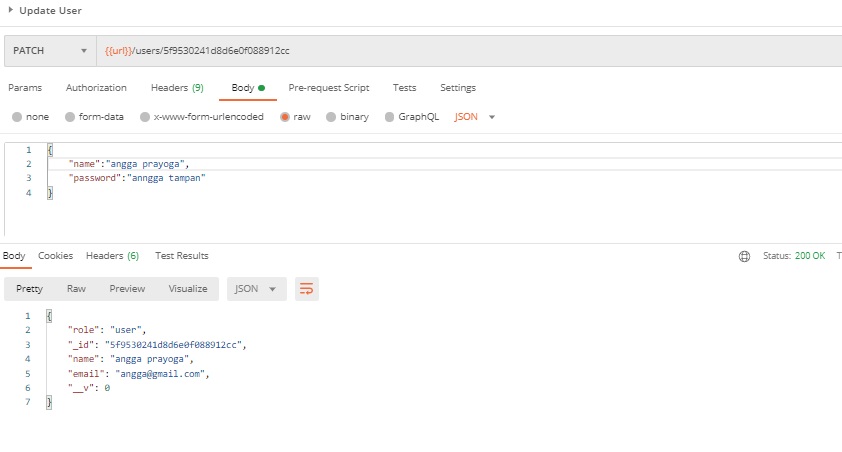 Update User
PATCH {{url}}/users/5f9530241d8d6e0f088912cc
Params Authorization Headers (9) Body Pre-request Script Tests Settings
none form-data x-www-form-urlencoded raw binary GraphQL JSON
1 {
2 "name":"angga prayoga",
3 "password":"anngga tampan"
4 }
Body Cookies Headers (6) Test Results Status: 200 OK T
Pretty Raw Preview Visualize JSON
1 {
2 "role": "user",
3 "_id": "5f9530241d8d6e0f088912cc",
4 "name": "angga prayoga",
5 "email": "angga@gmail.com",
6 "__v": 0
7 }